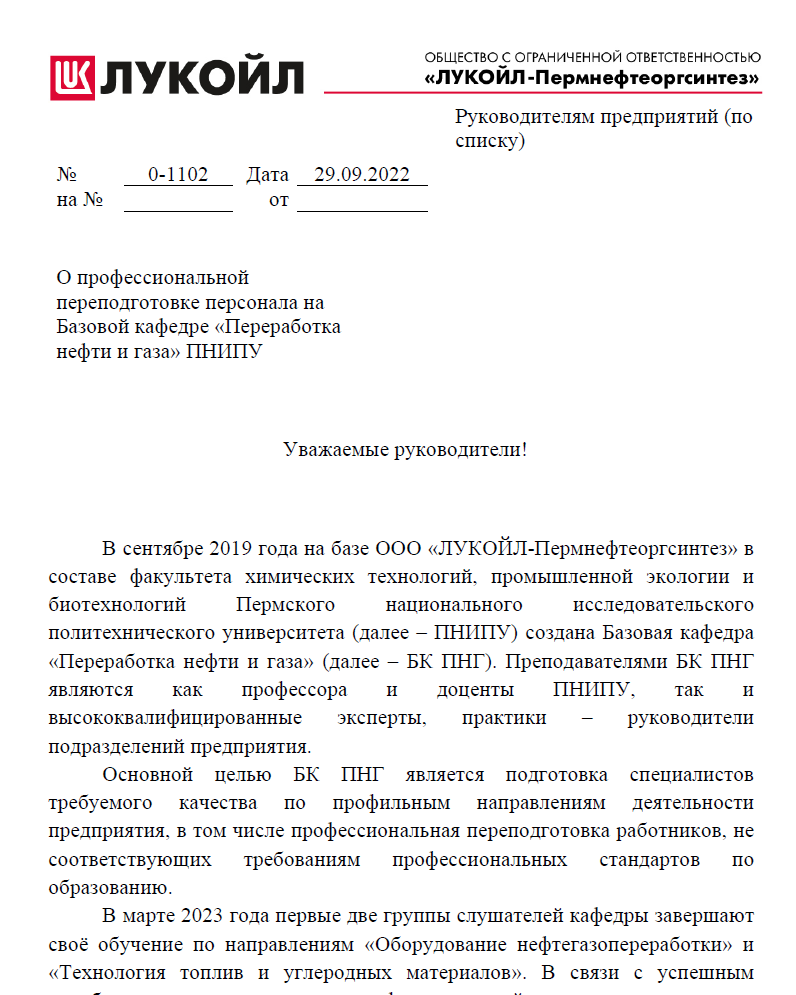 ЛУКОЙЛ
ОБЩЕСТВО С ОГРАНИЧЕННОЙ ОТВЕТСТВЕННОСТЬЮ
«ЛУКОЙЛ-Пермнефтеоргсинтез»
Руководителям предприятий (по
списку)
№ 0-1102 Дата 29.09.2022
на № от
О профессиональной
переподготовке персонала на
Базовой кафедре «Переработка
нефти и газа» ПНИПУ
Уважаемые руководители!
В сентябре 2019 года на базе ООО «ЛУКОЙЛ-Пермнефтеоргсинтез» в
составе факультета химических технологий, промышленной экологии и
биотехнологий Пермского национального исследовательского
политехнического университета (далее – ПНИПУ) создана Базовая кафедра
«Переработка нефти и газа» (далее – БК ПНГ). Преподавателями БК ПНГ
являются как профессора и доценты ПНИПУ, так и
высококвалифицированные эксперты, практики – руководители
подразделений предприятия.
Основной целью БК ПНГ является подготовка специалистов
требуемого качества по профильным направлениям деятельности
предприятия, в том числе профессиональная переподготовка работников, не
соответствующих требованиям профессиональных стандартов по
образованию.
В марте 2023 года первые две группы слушателей кафедры завершают
своё обучение по направлениям «Оборудование нефтегазопереработки» и
«Технология топлив и углеродных материалов». В связи с успешным